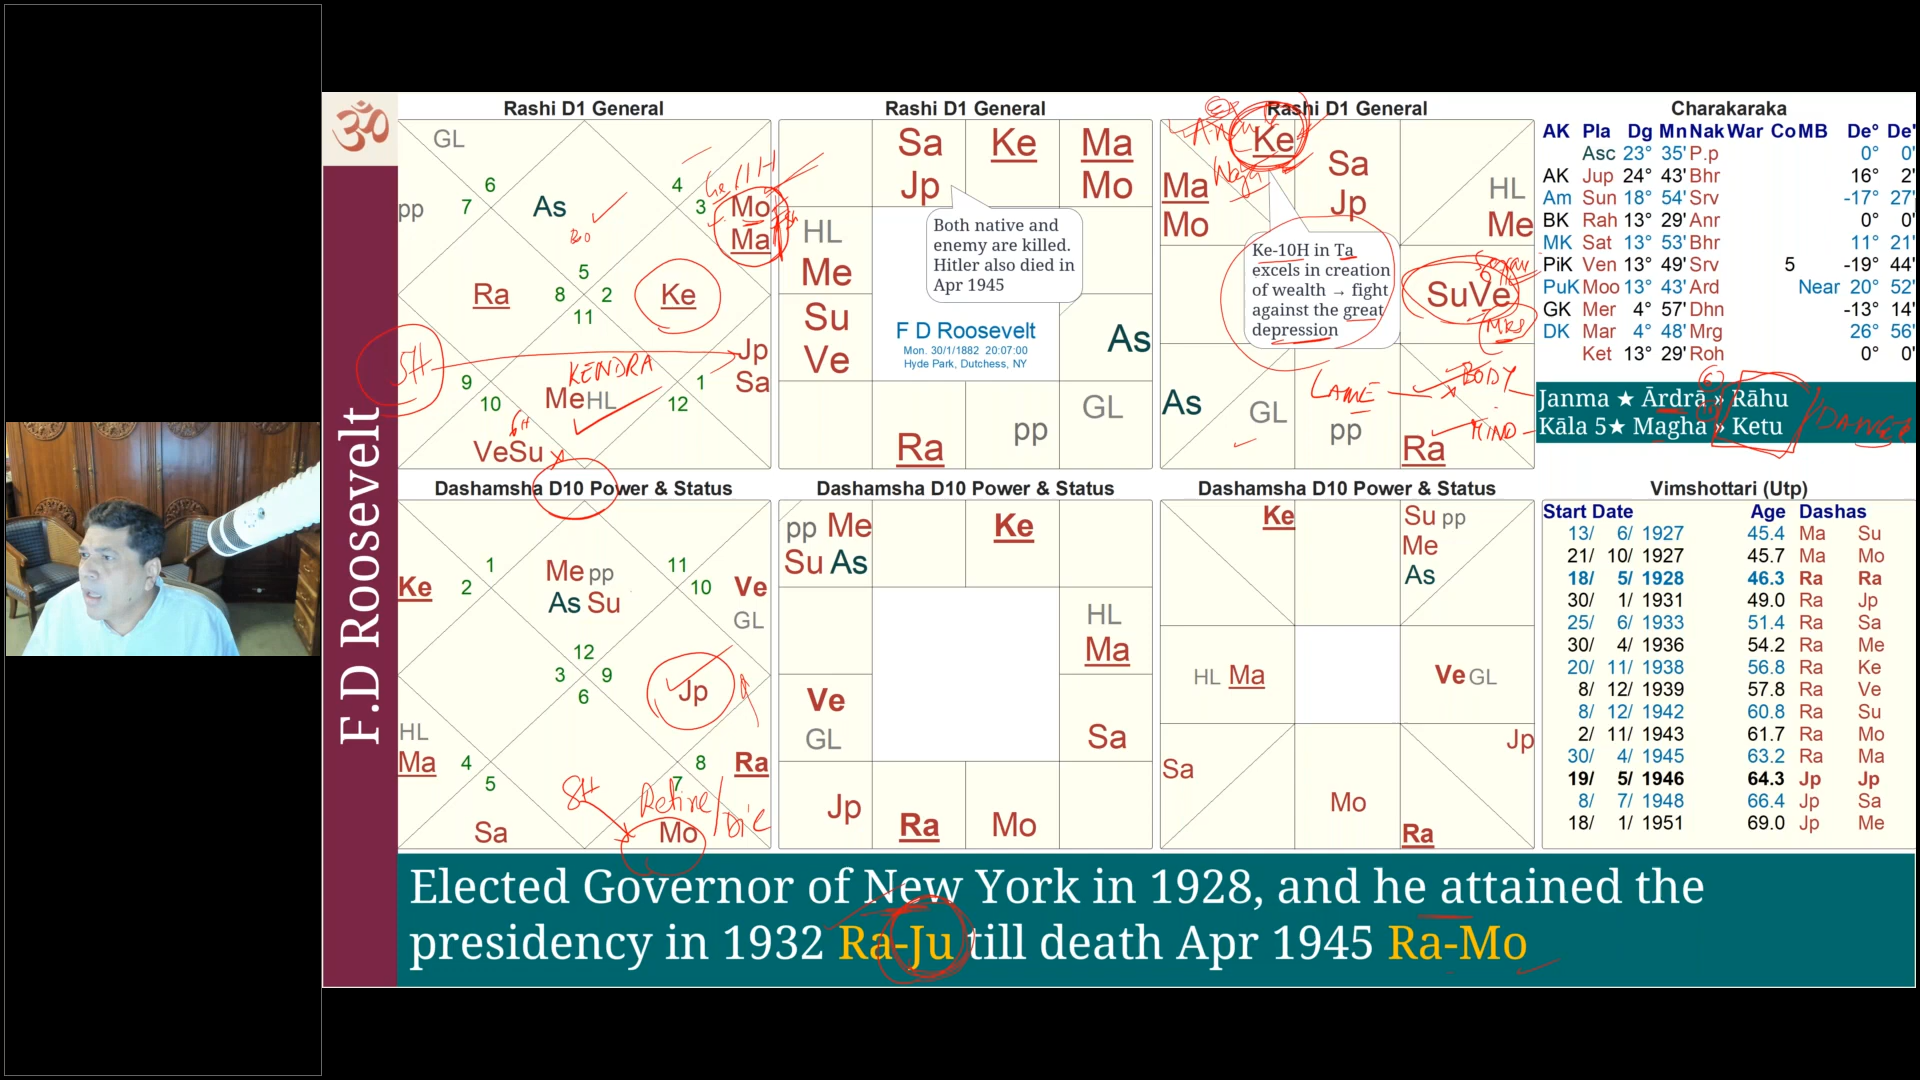 ॐ
F.D Roosevelt
Rashi D1 General
GL
6
4
pp
7
As
3
Mo
Ma
5
Ra
8
2
Ke
11
5H
KENDRA
Jp
9
1
Sa
10
Me HL
12
VeSu
Rashi D1 General
Sa
Ke
Ma
Jp
Mo
Both native and
enemy are killed.
Hitler also died in
Apr 1945
HL
Me
Su
Ve
F D Roosevelt
Mon. 30/1/1882 20:07:00
Hyde Park, Dutchess, NY
As
GL
pp
Ra
Rashi D1 General
Ke
Sa
Ma
Jp
HL
Mo
Me
Ke-10H in Ta
excels in creation
of wealth → fight
against the great
depression
SuVe
LAME
BODY
MIND
As
GL
pp
Ra
Charakaraka
AK Pla Dg Mn Nak War Co MB De° De'
Asc 23° 35' P.p 0° 0'
AK Jup 24° 43' Bhr 16° 2'
Am Sun 18° 54' Srv -17° 27'
BK Rah 13° 29' Anr 0° 0'
MK Sat 13° 53' Bhr 11° 21'
PiK Ven 13° 49' Srv 5 -19° 44'
PuK Moo 13° 43' Ard Near 20° 52'
GK Mer 4° 57' Dhn -13° 14'
DK Mar 4° 48' Mrg 26° 56'
Ket 13° 29' Roh 0° 0'
Janma ★ Ārdrā » Rāhu
Kāla 5★ Magha » Ketu
DANGER
Dashamsha D10 Power & Status
1
Me pp
11
Ke
2
As Su
10
Ve
GL
12
3
9
6
Jp
HL
Ma
4
8
Ra
5
7
8H
Retire/
Die
Sa
Mo
Dashamsha D10 Power & Status
pp Me
Ke
Su As
HL
Ma
Ve
GL
Sa
Jp
Ra
Mo
Dashamsha D10 Power & Status
Ke
Su pp
Me
As
HL Ma
Ve GL
Jp
Sa
Mo
Ra
Vimshottari (Utp)
Start Date Age Dashas
13/ 6/ 1927 45.4 Ma Su
21/ 10/ 1927 45.7 Ma Mo
18/ 5/ 1928 46.3 Ra Ra
30/ 1/ 1931 49.0 Ra Jp
25/ 6/ 1933 51.4 Ra Sa
30/ 4/ 1936 54.2 Ra Me
20/ 11/ 1938 56.8 Ra Ke
8/ 12/ 1939 57.8 Ra Ve
8/ 12/ 1942 60.8 Ra Su
2/ 11/ 1943 61.7 Ra Mo
30/ 4/ 1945 63.2 Ra Ma
19/ 5/ 1946 64.3 Jp Jp
8/ 7/ 1948 66.4 Jp Sa
18/ 1/ 1951 69.0 Jp Me
Elected Governor of New York in 1928, and he attained the
presidency in 1932 Ra-Ju till death Apr 1945 Ra-Mo